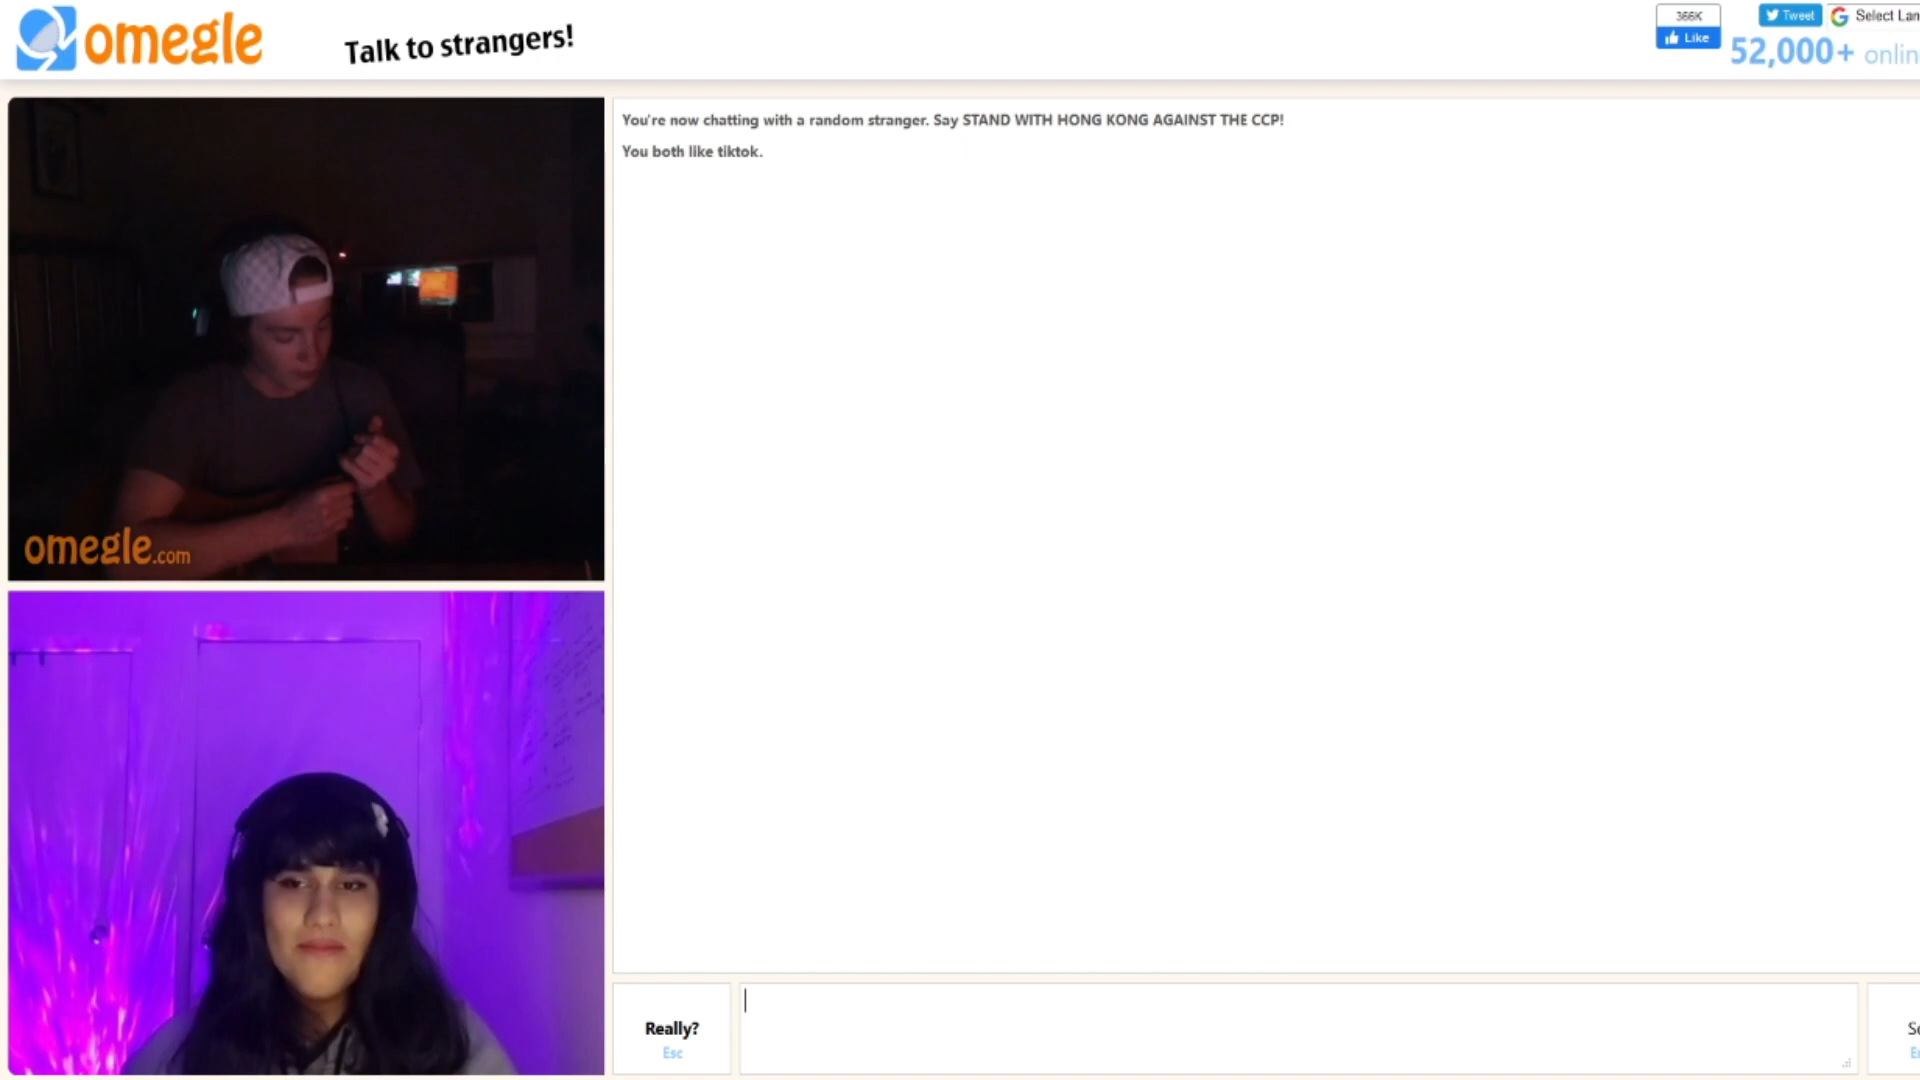 omegle
Talk to strangers!
366K
Like
Tweet
Select Lan
52,000+ onlin
You're now chatting with a random stranger. Say STAND WITH HONG KONG AGAINST THE CCP!
You both like tiktok.
omegle.com
Really?
Esc